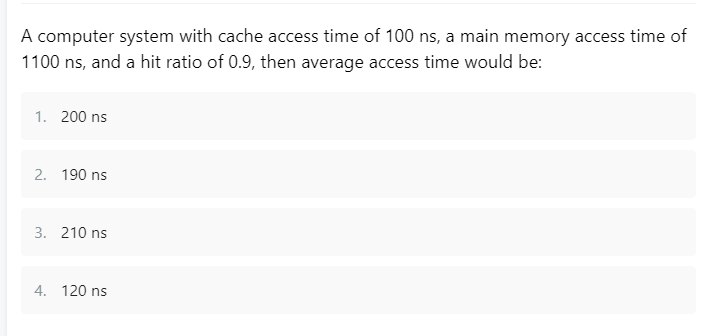 A computer system with cache access time of 100 ns, a main memory access time of
1100 ns, and a hit ratio of 0.9, then average access time would be:
1. 200 ns
2. 190 ns
3. 210 ns
4. 120 ns